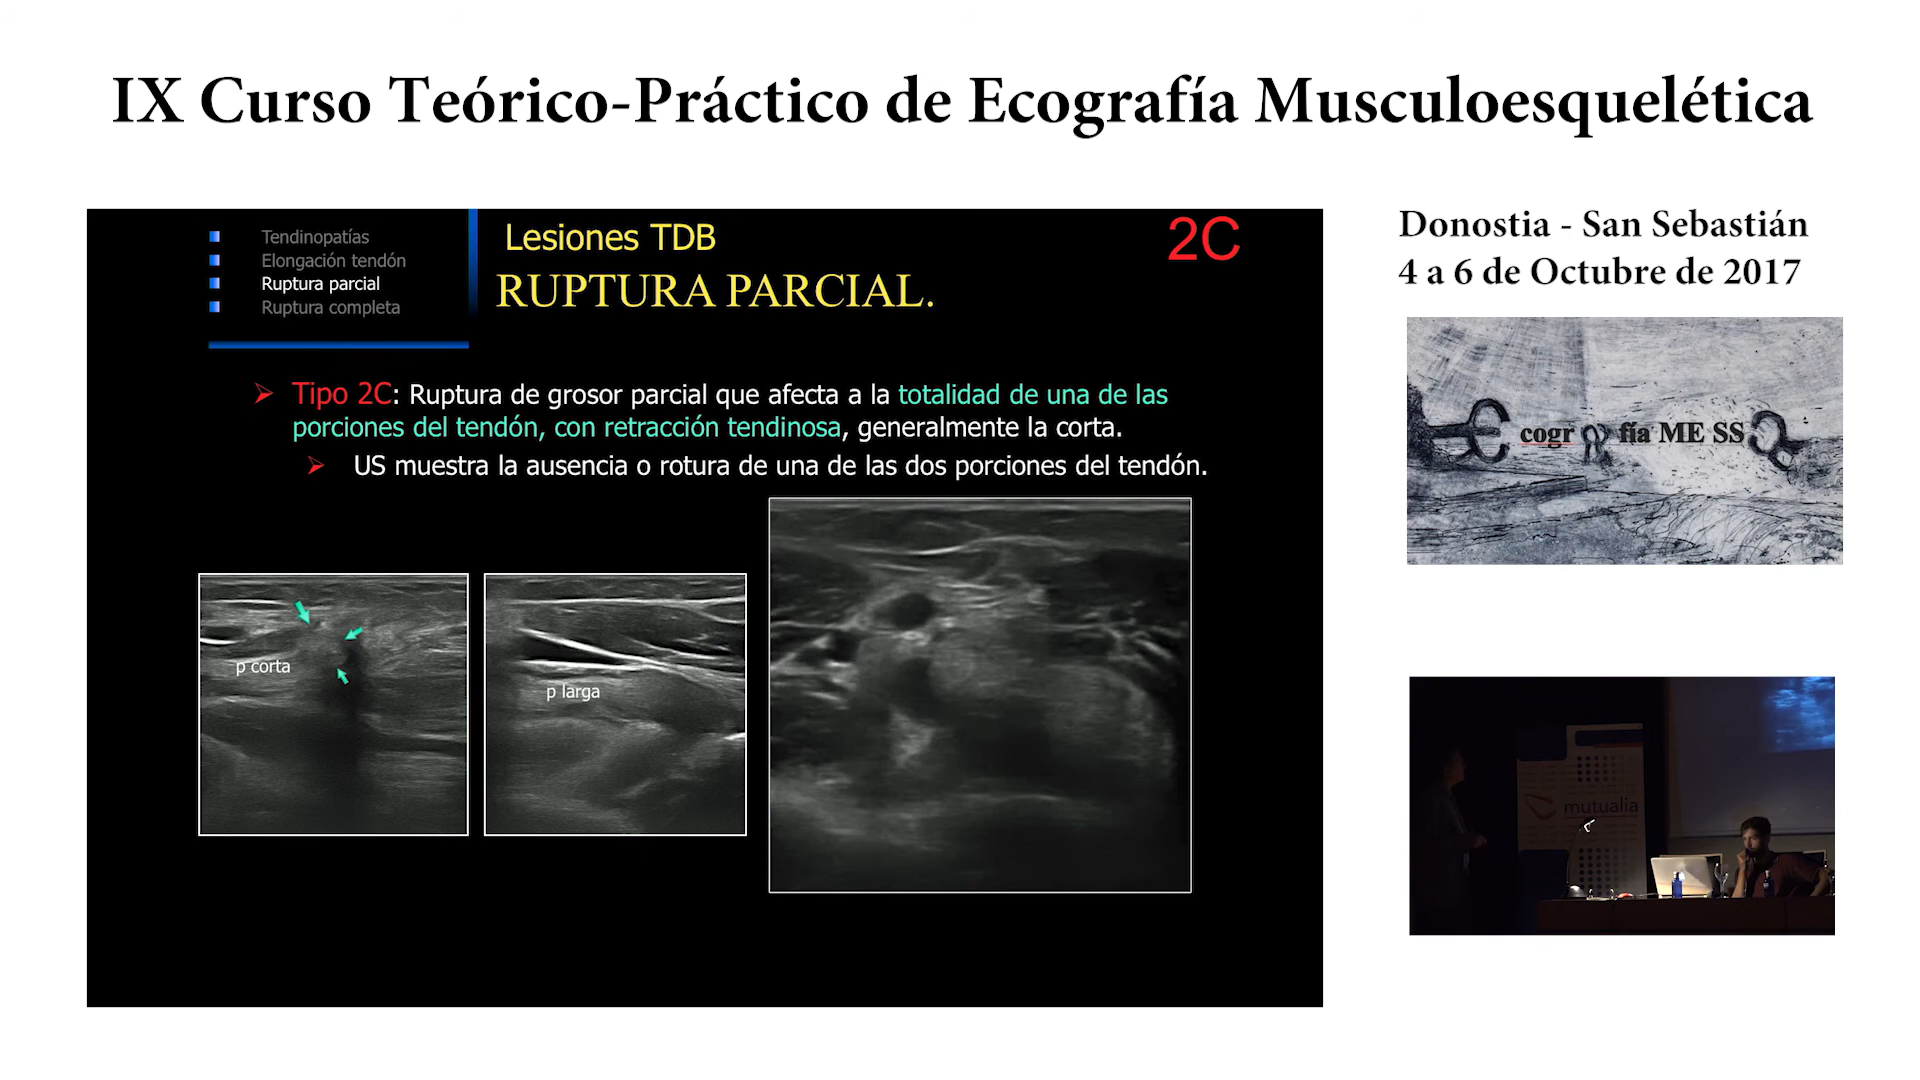 IX Curso Teórico-Práctico de Ecografía Musculoesquelética
Donostia - San Sebastián
4 a 6 de Octubre de 2017
Tendinopatías
Elongación tendón
Ruptura parcial
Ruptura completa
Lesiones TDB
RUPTURA PARCIAL.
2C
Tipo 2C: Ruptura de grosor parcial que afecta a la totalidad de una de las
porciones del tendón, con retracción tendinosa, generalmente la corta.
US muestra la ausencia o rotura de una de las dos porciones del tendón.
p corta
p larga
cogr fía ME SS
mutualia